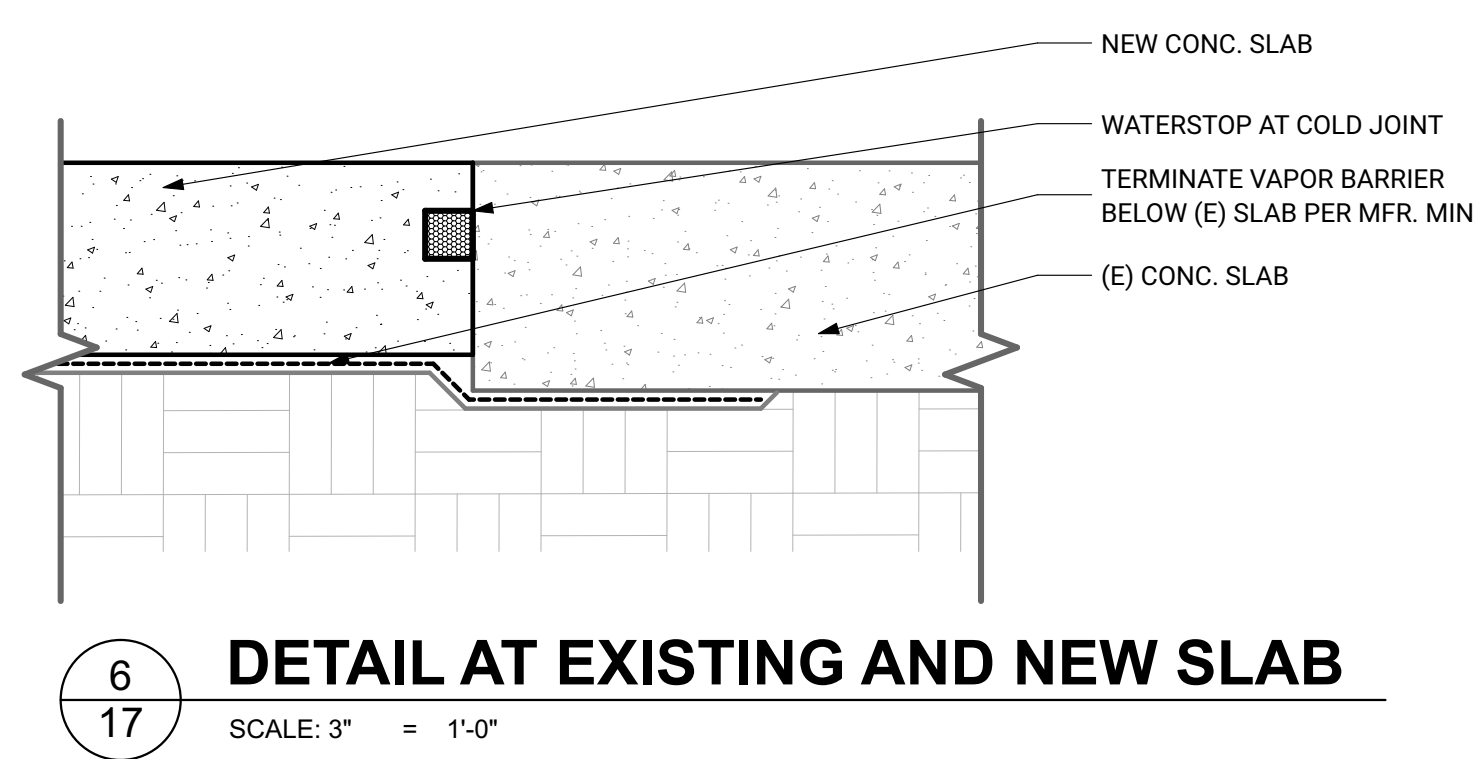 NEW CONC. SLAB
WATERSTOP AT COLD JOINT
TERMINATE VAPOR BARRIER
BELOW (E) SLAB PER MFR. MIN
(E) CONC. SLAB
6
17
DETAIL AT EXISTING AND NEW SLAB
SCALE: 3" = 1'-0"